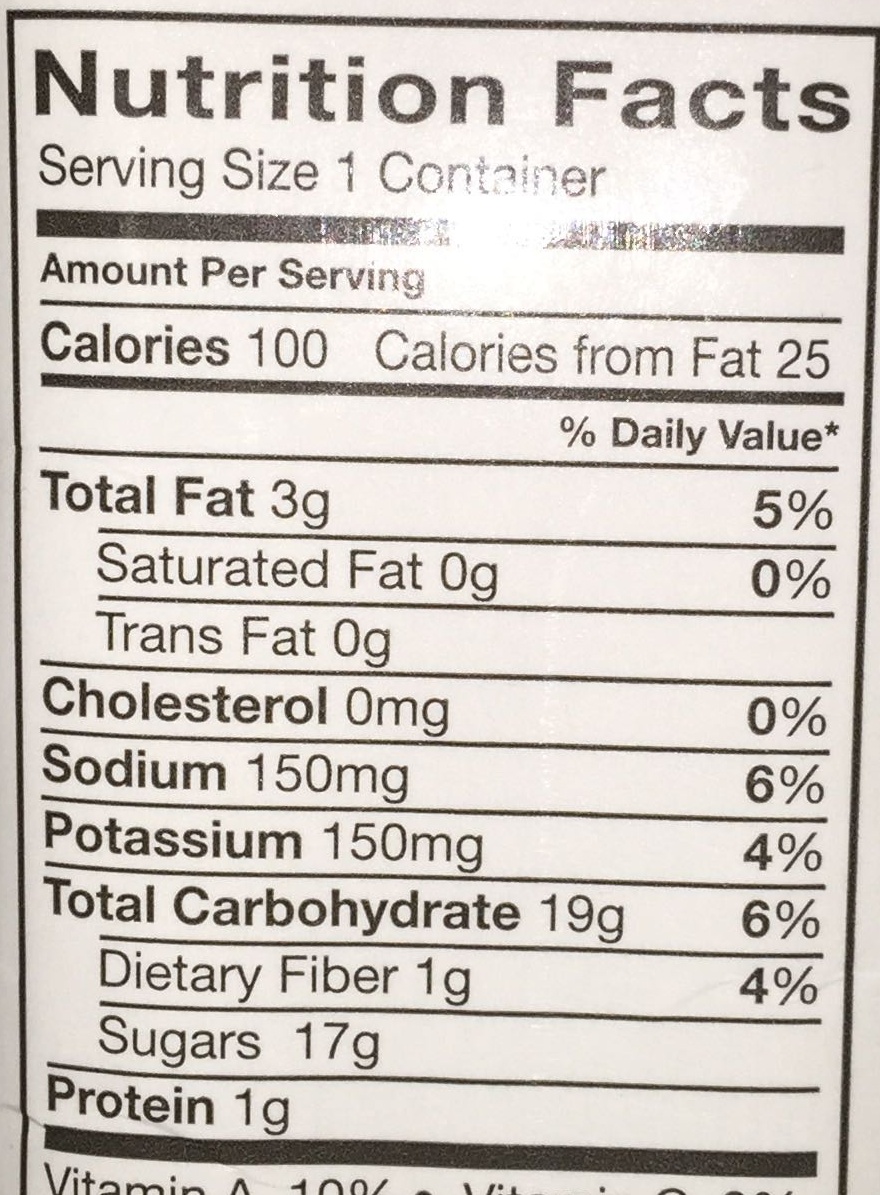 Nutrition Facts
Serving Size 1 Container
Amount Per Serving
Calories 100 Calories from Fat 25
% Daily Value*
Total Fat 3g 5%
Saturated Fat 0g 0%
Trans Fat 0g
Cholesterol 0mg 0%
Sodium 150mg 6%
Potassium 150mg 4%
Total Carbohydrate 19g 6%
Dietary Fiber 1g 4%
Sugars 17g
Protein 1g
Vitamin A 10% •